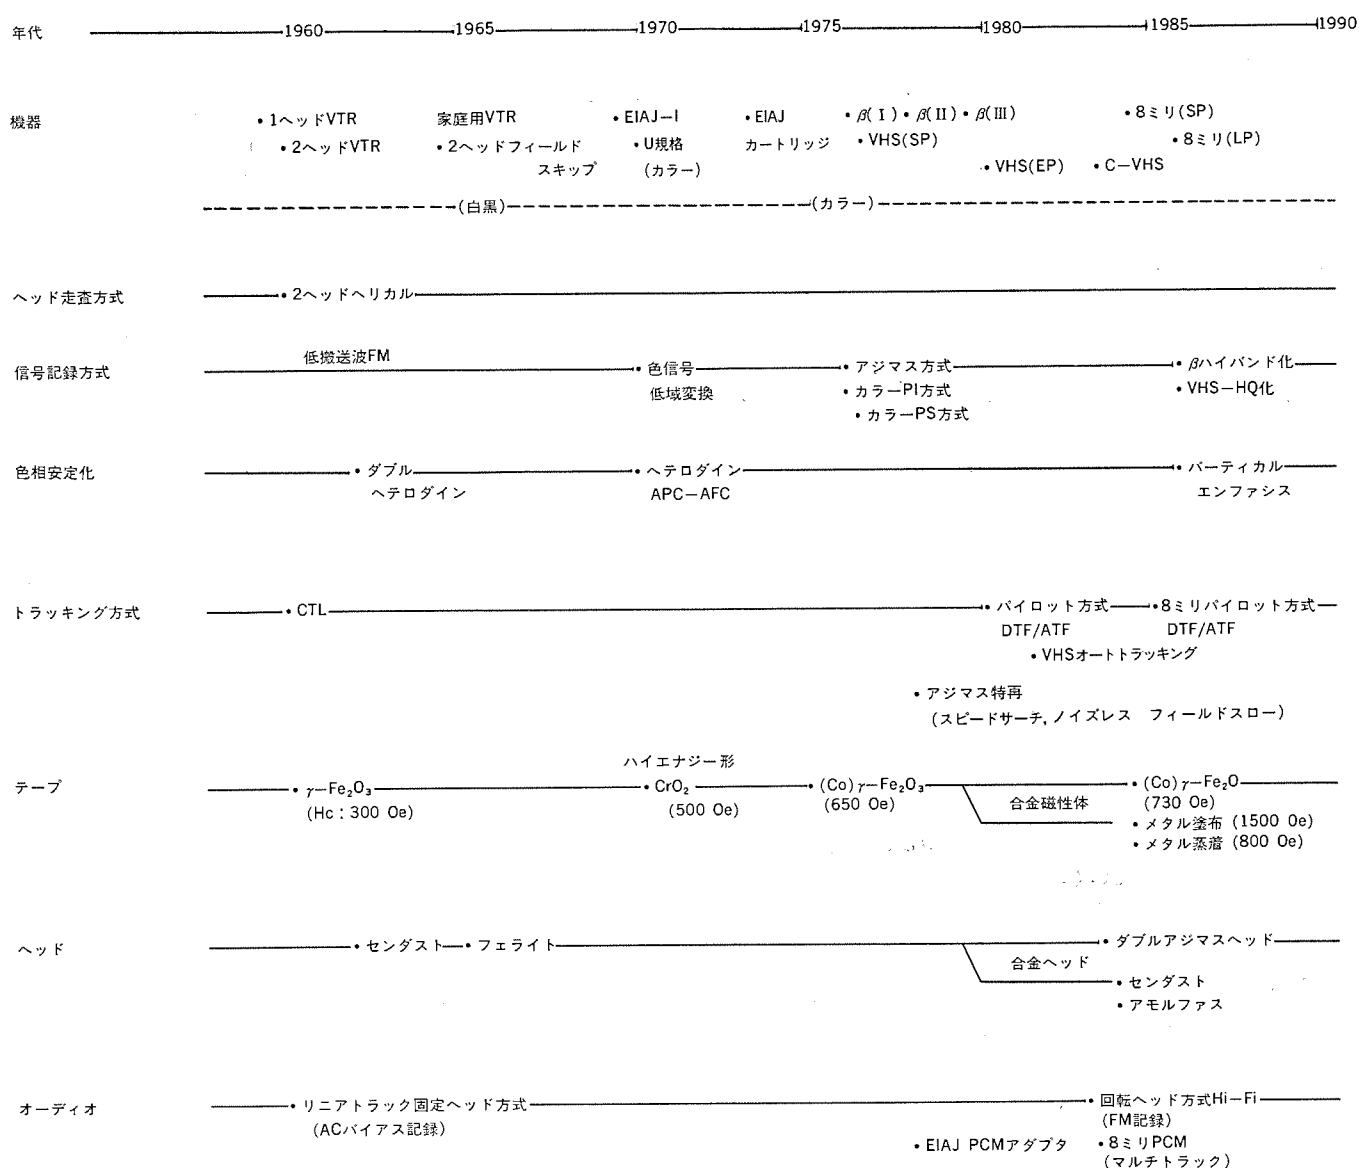 年代 1960 1965 1970 1975 1980 1985 1990
機器 •1ヘッドVTR 家庭用VTR •EIAJ−I •EIAJ •β(Ⅰ)•β(Ⅱ)•β(Ⅲ) •8ミリ(SP)
•2ヘッドVTR •2ヘッドフィールド •U規格 カートリッジ •VHS(SP) •8ミリ(LP)
スキップ (カラー) •VHS(EP) •C−VHS
(白黒) (カラー)
ヘッド走査方式 •2ヘッドヘリカル
低搬送波FM
信号記録方式 •色信号 •アジマス方式 •βハイバンド化
低域変換 •カラーPI方式 •VHS−HQ化
•カラーPS方式
色相安定化 •ダブル •ヘテロダイン •バーティカル
ヘテロダイン APC−AFC エンファシス
トラッキング方式 •CTL •パイロット方式 •8ミリパイロット方式
DTF/ATF DTF/ATF
•VHSオートトラッキング
•アジマス特再
(スピードサーチ,ノイズレス フィールドスロー)
ハイエナジー形
テープ •γ−Fe₂O₃ •CrO₂ •(Co)γ−Fe₂O₃ •(Co)γ−Fe₂O
(Hc:300 Oe) (500 Oe) (650 Oe) 合金磁性体 (730 Oe)
•メタル塗布 (1500 Oe)
•メタル蒸着 (800 Oe)
ヘッド •センダスト •フェライト •ダブルアジマスヘッド
合金ヘッド
•センダスト
•アモルファス
オーディオ •リニアトラック固定ヘッド方式 •回転ヘッド方式Hi−Fi
(ACバイアス記録) (FM記録)
•EIAJ PCMアダプタ •8ミリPCM
(マルチトラック)